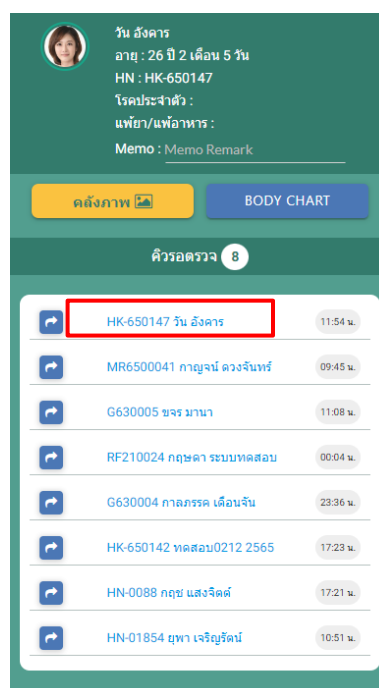 วัน อังคาร
อายุ : 26 ปี 2 เดือน 5 วัน
HN : HK-650147
โรคประจำตัว :
แพ้ยา/แพ้อาหาร :
Memo : Memo Remark
คลังภาพ
BODY CHART
คิวรอตรวจ 8
HK-650147 วัน อังคาร 11:54 น.
MR6500041 กาญจน์ ดวงจันทร์ 09:45 น.
G630005 ขจร มานา 11:08 น.
RF210024 กฤษดา ระบบทดสอบ 00:04 น.
G630004 กาลภรรค เดือนจัน 23:36 น.
HK-650142 ทดสอบ0212 2565 17:23 น.
HN-0088 กฤช แสงจิตต์ 17:21 น.
HN-01854 ยุพา เจริญรัตน์ 10:51 น.